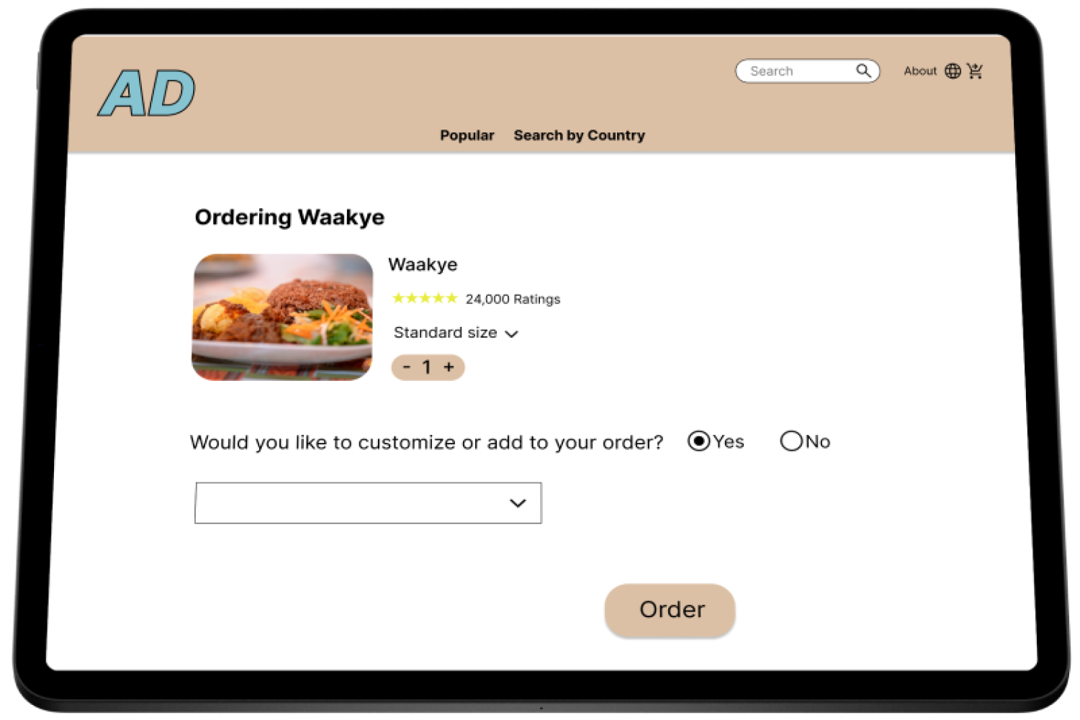 AD
Search
About
Popular Search by Country
Ordering Waakye
Waakye
24,000 Ratings
Standard size
- 1 +
Would you like to customize or add to your order? Yes No
Order